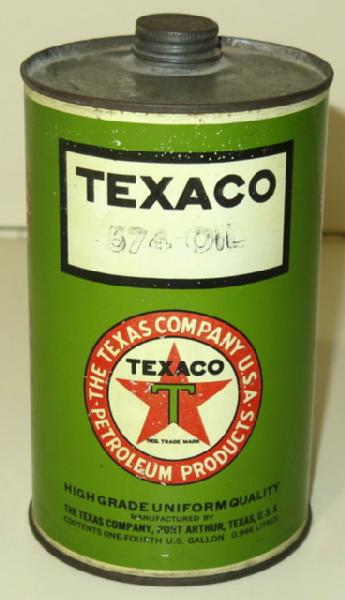 TEXACO
574 OIL
THE TEXAS COMPANY U.S.A.
TEXACO
T
REG. TRADE MARK
PETROLEUM PRODUCTS
HIGH GRADE UNIFORM QUALITY
MANUFACTURED BY
THE TEXAS COMPANY, PORT ARTHUR, TEXAS, U.S.A.
CONTENTS ONE-FOURTH U.S. GALLON 0.946 LITRES